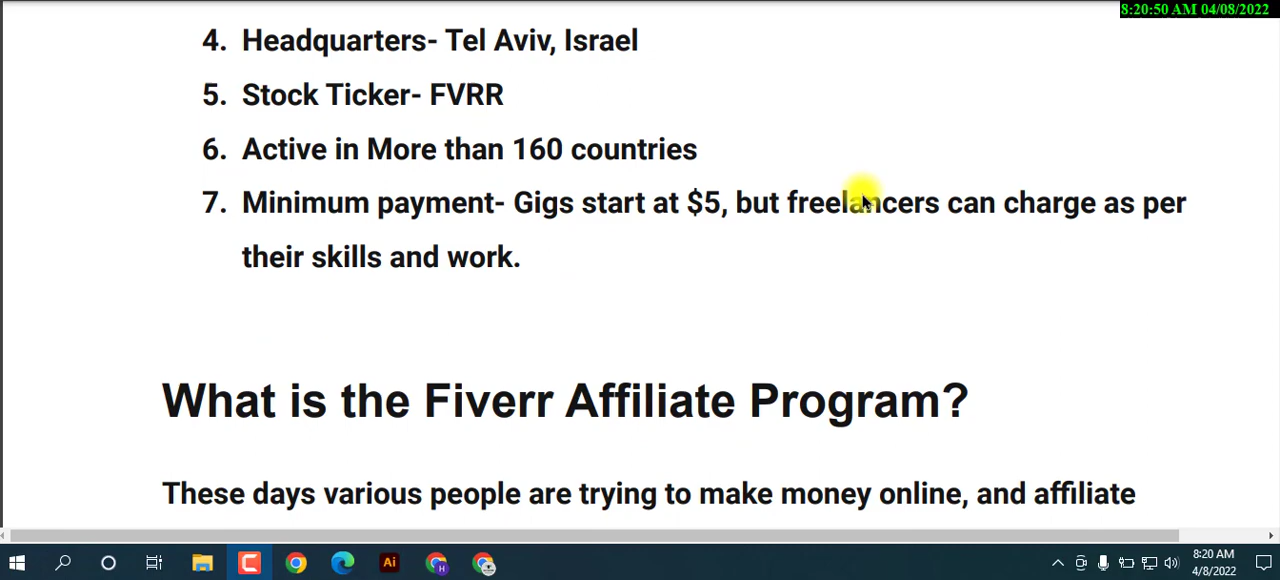 8:20:50 AM 04/08/2022
4. Headquarters- Tel Aviv, Israel
5. Stock Ticker- FVRR
6. Active in More than 160 countries
7. Minimum payment- Gigs start at $5, but freelancers can charge as per
their skills and work.
What is the Fiverr Affiliate Program?
These days various people are trying to make money online, and affiliate
Ai
H
8:20 AM
4/8/2022